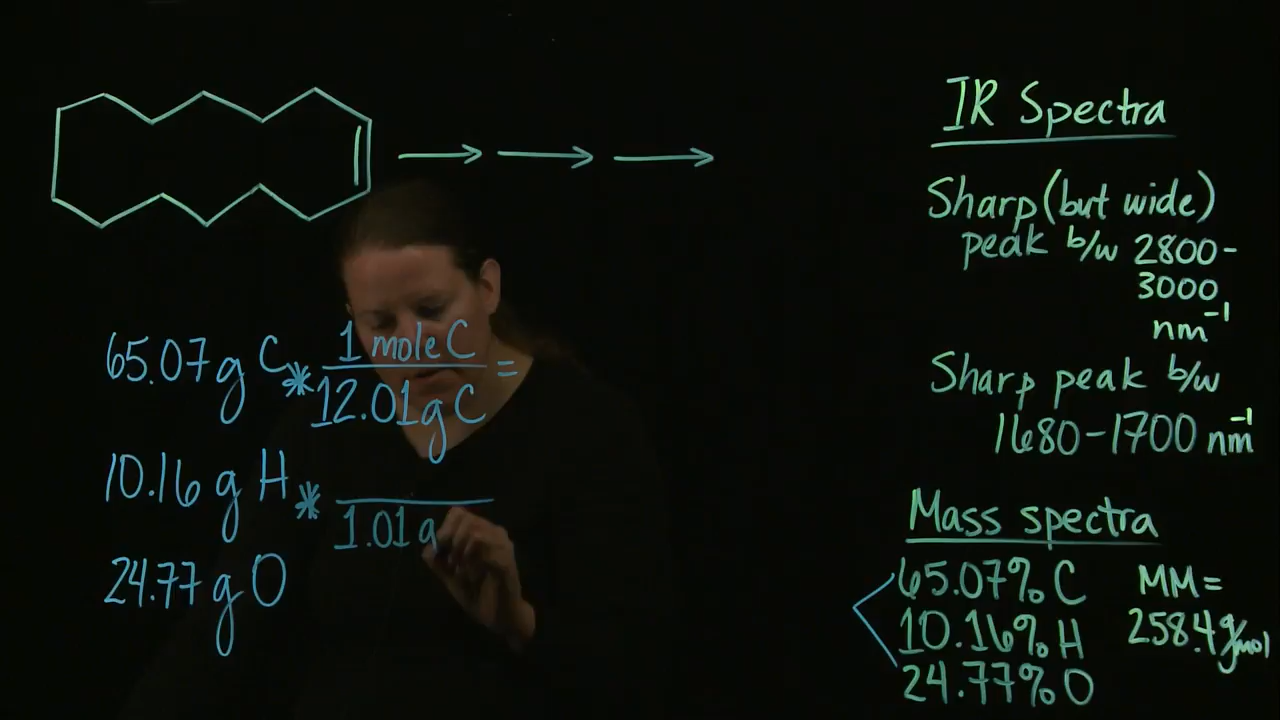 IR Spectra
Sharp (but wide)
peak b/w 2800-
3000
nm⁻¹
Sharp peak b/w
1680-1700 nm⁻¹
Mass spectra
65.07% C MM=
10.16% H 258.4 g/mol
24.77% O
65.07 g C * 1 mole C / 12.01 g C =
10.16 g H * / 1.01 g
24.77 g O